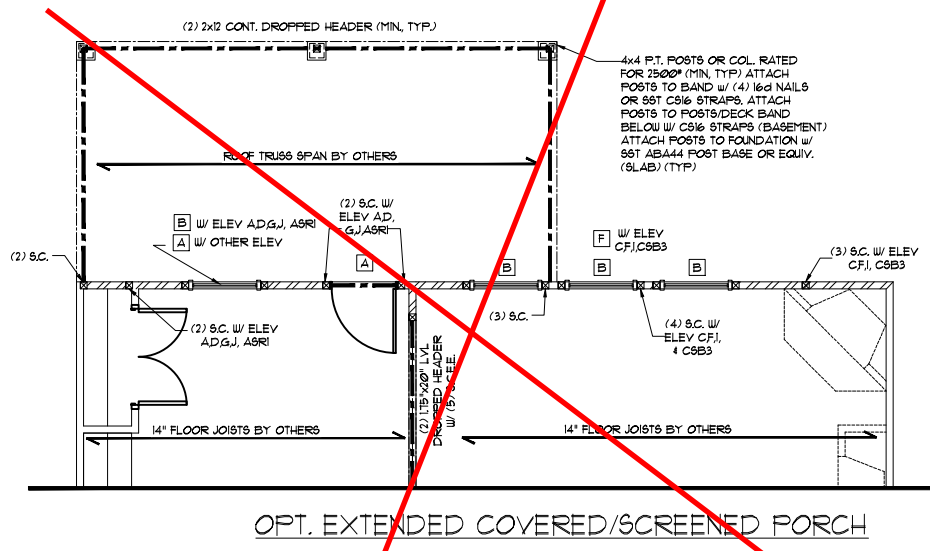 (2) 2x12 CONT. DROPPED HEADER (MIN, TYP.)
4x4 P.T. POSTS OR COL. RATED
FOR 2500# (MIN, TYP) ATTACH
POSTS TO BAND w/ (4) 16d NAILS
OR SST CS16 STRAPS. ATTACH
POSTS TO POSTS/DECK BAND
BELOW W/ CS16 STRAPS (BASEMENT)
ATTACH POSTS TO FOUNDATION w/
SST ABA44 POST BASE OR EQUIV.
(SLAB) (TYP)
ROOF TRUSS SPAN BY OTHERS
B W/ ELEV A,D,G,J, ASR1
A W/ OTHER ELEV
(2) S.C. W/
ELEV A,D,
G,J,ASR1
F W/ ELEV
C,F,I,CSB3
(2) S.C.
(3) S.C. W/ ELEV
C,F,I, CSB3
A
B
B
B
(2) S.C. W/ ELEV
A,D,G,J, ASR1
(3) S.C.
(4) S.C. W/
ELEV C,F,I,
& CSB3
(2) 1.75"x20" LVL
DROPPED HEADER
w/ (5) S.C. E.E.
14" FLOOR JOISTS BY OTHERS
14" FLOOR JOISTS BY OTHERS
OPT. EXTENDED COVERED/SCREENED PORCH